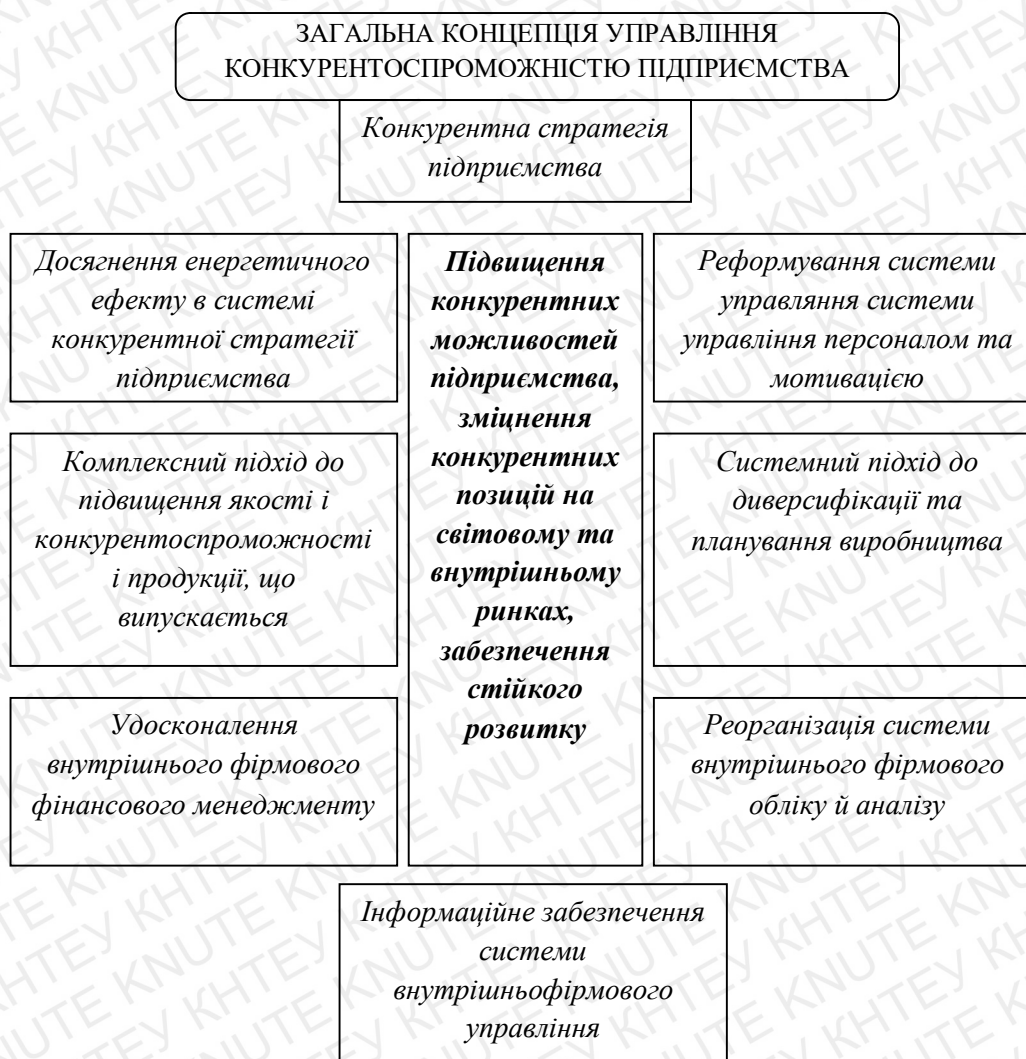 ЗАГАЛЬНА КОНЦЕПЦІЯ УПРАВЛІННЯ
КОНКУРЕНТОСПРОМОЖНІСТЮ ПІДПРИЄМСТВА
Конкурентна стратегія
підприємства
Досягнення енергетичного
ефекту в системі
конкурентної стратегії
підприємства
Підвищення
конкурентних
можливостей
підприємства,
зміцнення
конкурентних
позицій на
світовому та
внутрішньому
ринках,
забезпечення
стійкого
розвитку
Реформування системи
управляння системи
управління персоналом та
мотивацією
Комплексний підхід до
підвищення якості і
конкурентоспроможності
і продукції, що
випускається
Системний підхід до
диверсифікації та
планування виробництва
Удосконалення
внутрішнього фірмового
фінансового менеджменту
Реорганізація системи
внутрішнього фірмового
обліку й аналізу
Інформаційне забезпечення
системи
внутрішньофірмового
управління